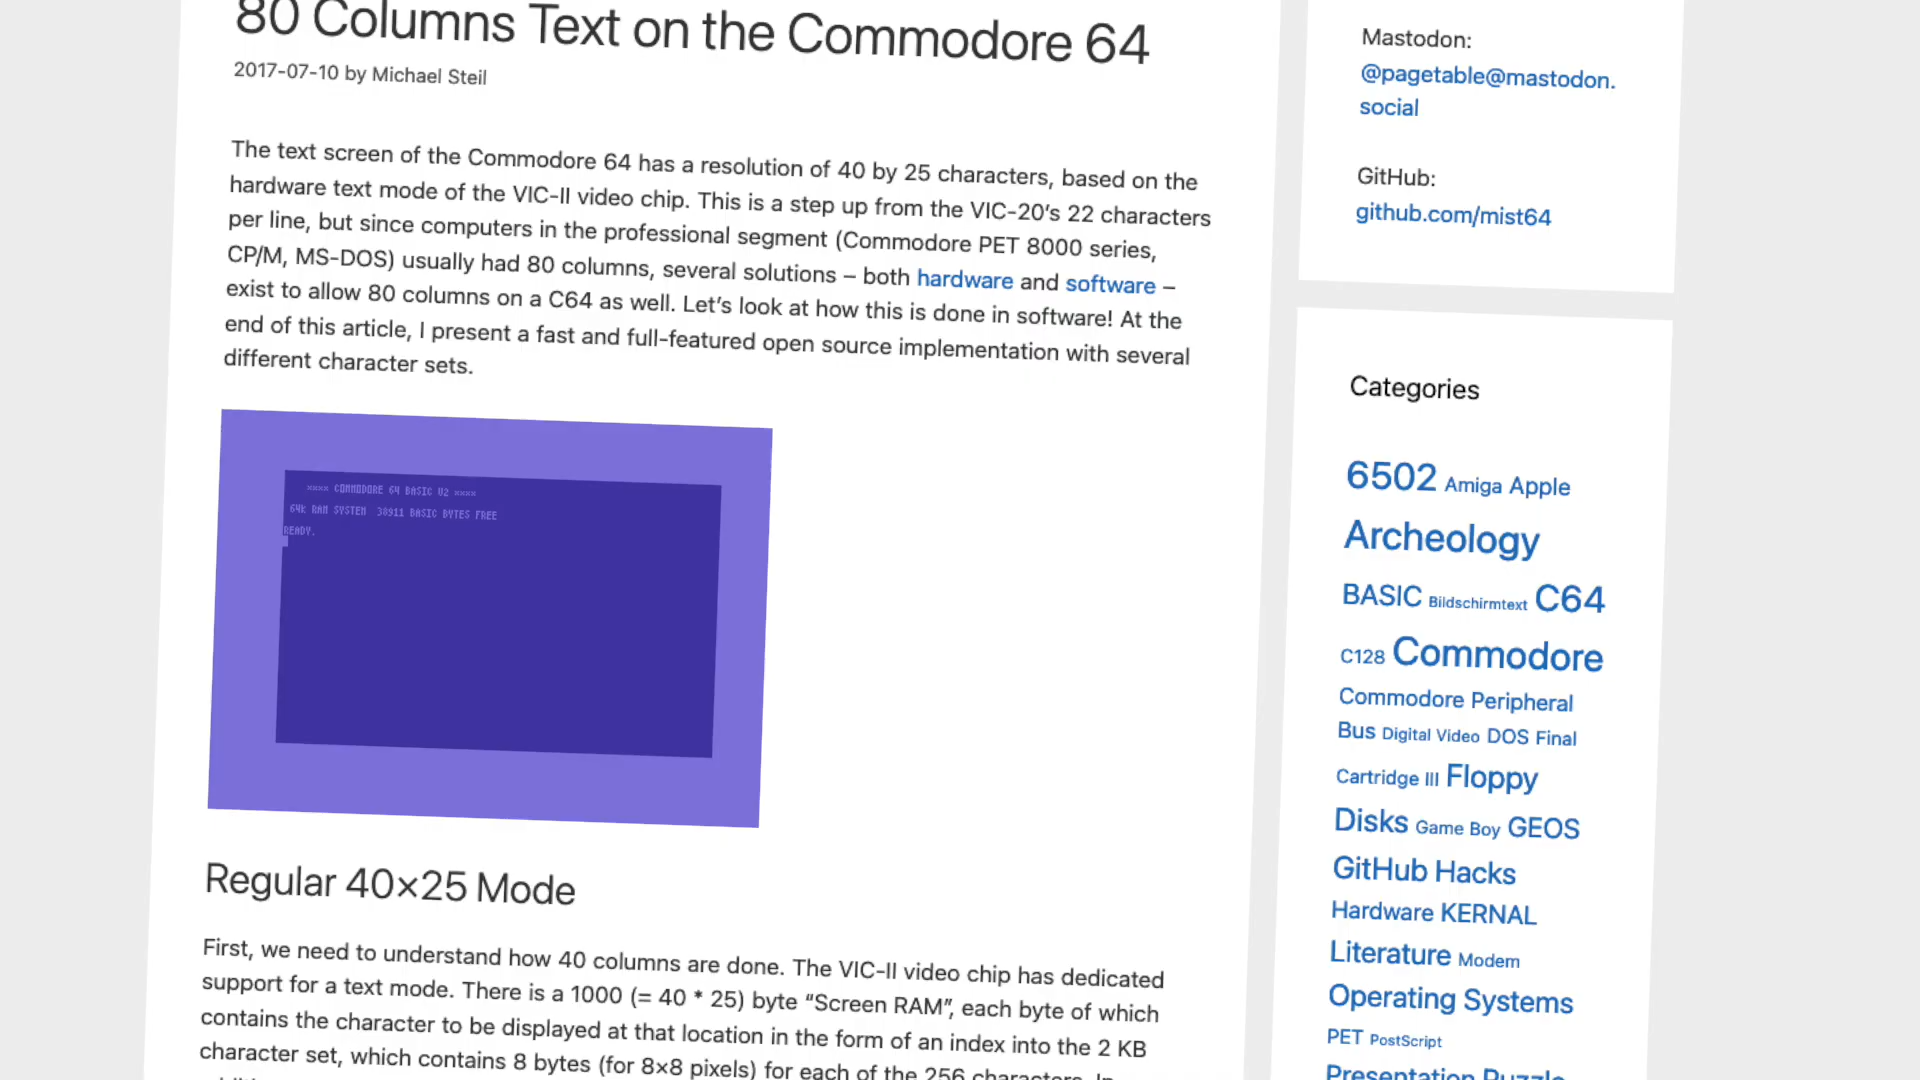 80 Columns Text on the Commodore 64
2017-07-10 by Michael Steil
The text screen of the Commodore 64 has a resolution of 40 by 25 characters, based on the
hardware text mode of the VIC-II video chip. This is a step up from the VIC-20's 22 characters
per line, but since computers in the professional segment (Commodore PET 8000 series,
CP/M, MS-DOS) usually had 80 columns, several solutions – both hardware and software –
exist to allow 80 columns on a C64 as well. Let's look at how this is done in software! At the
end of this article, I present a fast and full-featured open source implementation with several
different character sets.
**** COMMODORE 64 BASIC V2 ****
64K RAM SYSTEM 38911 BASIC BYTES FREE
READY.
Regular 40×25 Mode
First, we need to understand how 40 columns are done. The VIC-II video chip has dedicated
support for a text mode. There is a 1000 (= 40 * 25) byte “Screen RAM”, each byte of which
contains the character to be displayed at that location in the form of an index into the 2 KB
character set, which contains 8 bytes (for 8×8 pixels) for each of the 256 characters. In
Mastodon:
@pagetable@mastodon.
social
GitHub:
github.com/mist64
Categories
6502 Amiga Apple
Archeology
BASIC Bildschirmtext C64
C128 Commodore
Commodore Peripheral
Bus Digital Video DOS Final
Cartridge III Floppy
Disks Game Boy GEOS
GitHub Hacks
Hardware KERNAL
Literature Modem
Operating Systems
PET PostScript
Presentation Puzzle